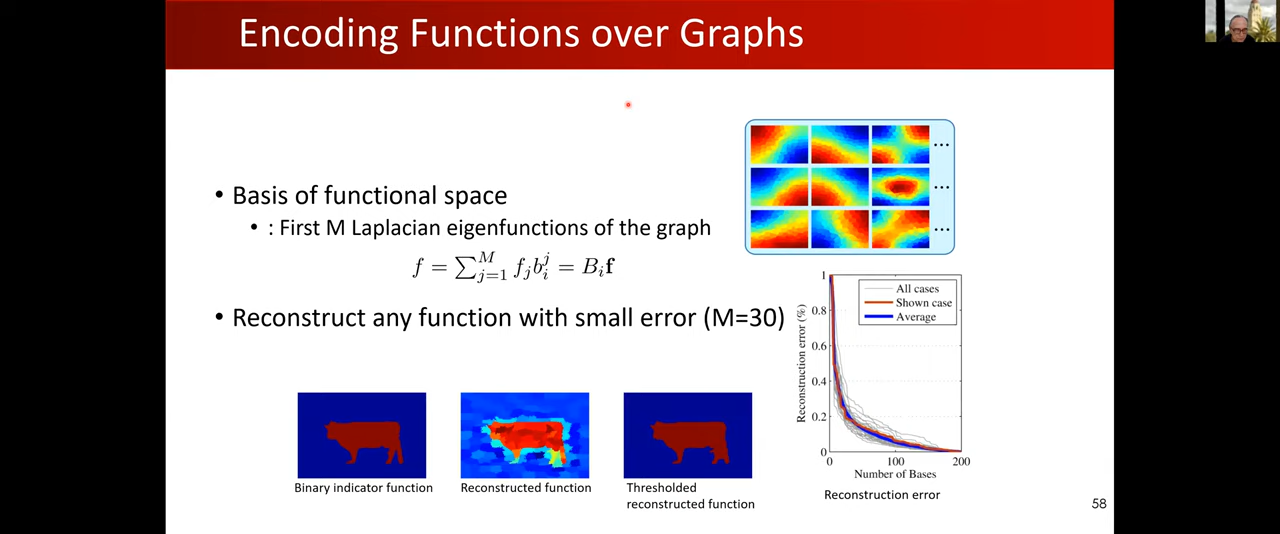 Encoding Functions over Graphs
• Basis of functional space
• : First M Laplacian eigenfunctions of the graph
f = ∑_{j=1}^{M} f_j b_i^j = B_i **f**
• Reconstruct any function with small error (M=30)
...
...
...
1
0.8
0.6
0.4
0.2
0
Reconstruction error (%)
All cases
Shown case
Average
0 100 200
Number of Bases
Reconstruction error
Binary indicator function
Reconstructed function
Thresholded
reconstructed function
58